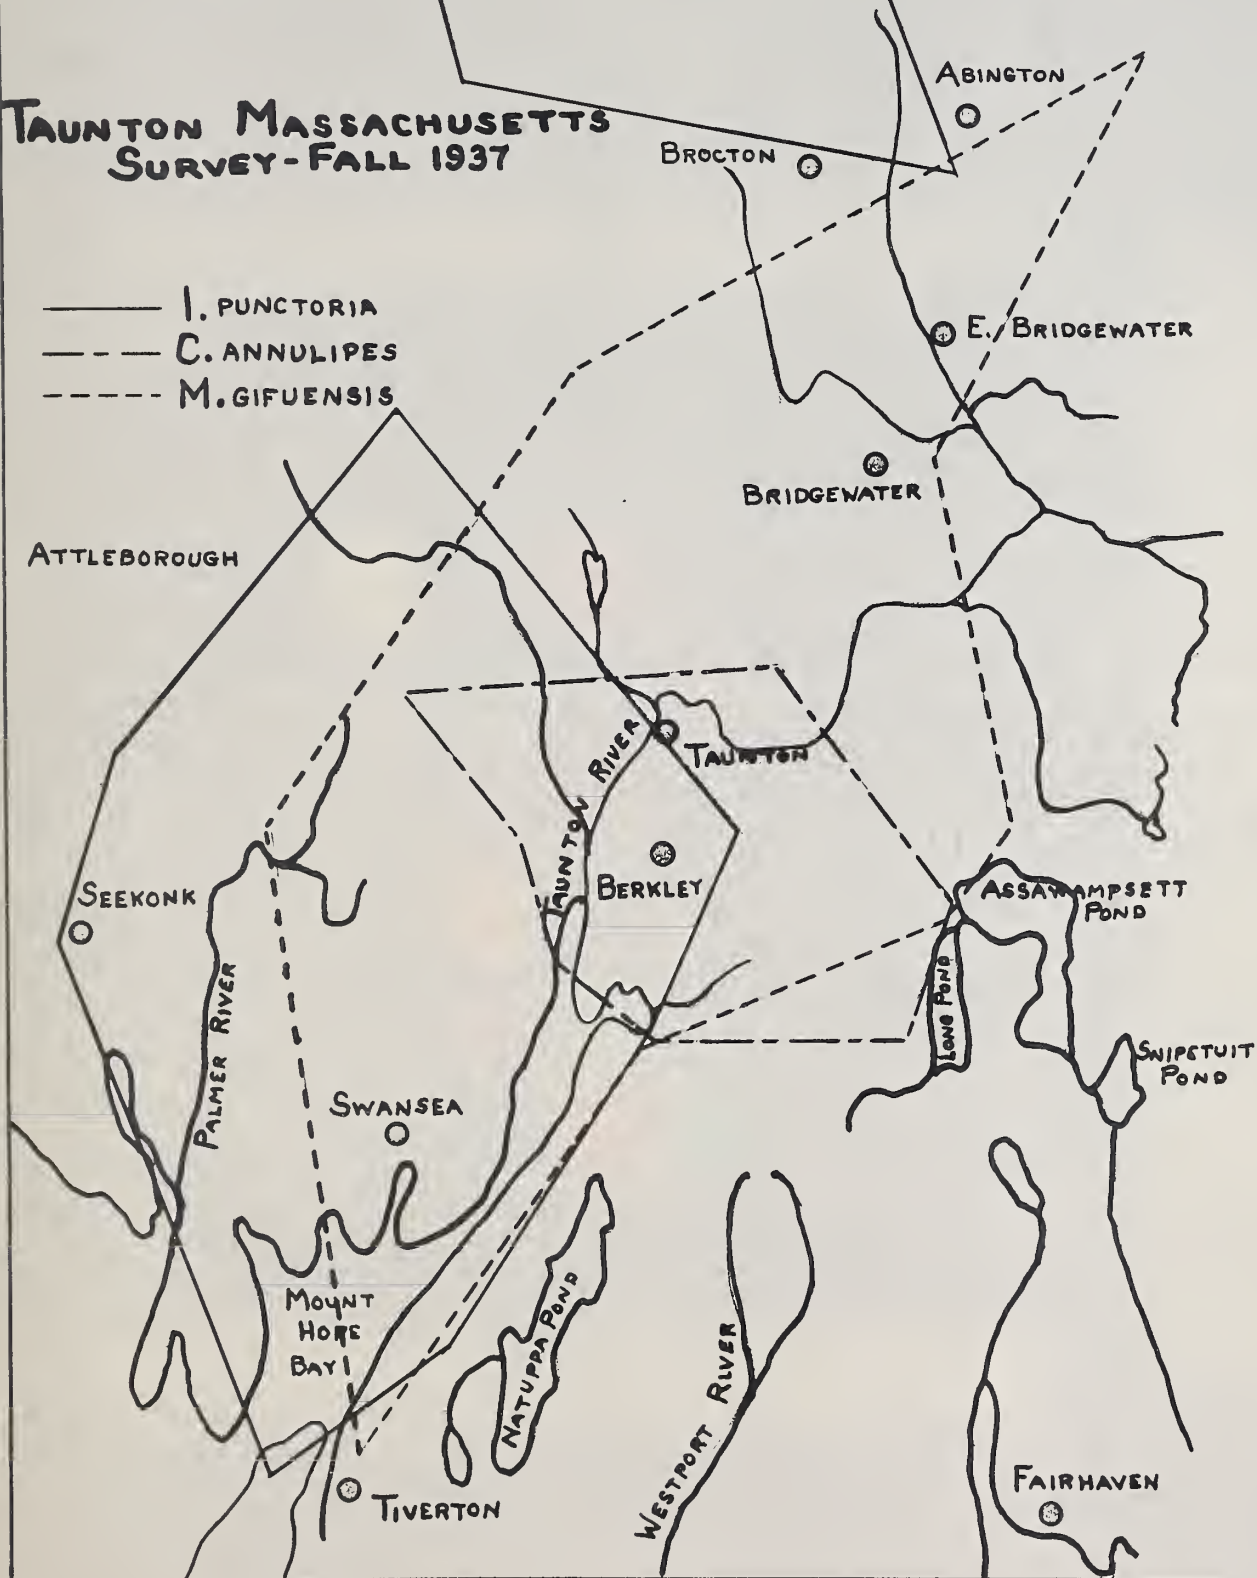 TAUNTON MASSACHUSETTS
SURVEY-FALL 1937
ABINGTON
BROCTON
I. PUNCTORIA
C. ANNULIPES
M. GIFUENSIS
E. BRIDGEWATER
BRIDGEWATER
ATTLEBOROUGH
TAUNTON RIVER
TAUNTON
BERKLEY
SEEKONK
ASSAWAMPSETT
POND
LONG POND
PALMER RIVER
SNIPETUIT
POND
SWANSEA
MOUNT
HOPE
BAY
NATUPPA POND
WESTPORT RIVER
TIVERTON
FAIRHAVEN